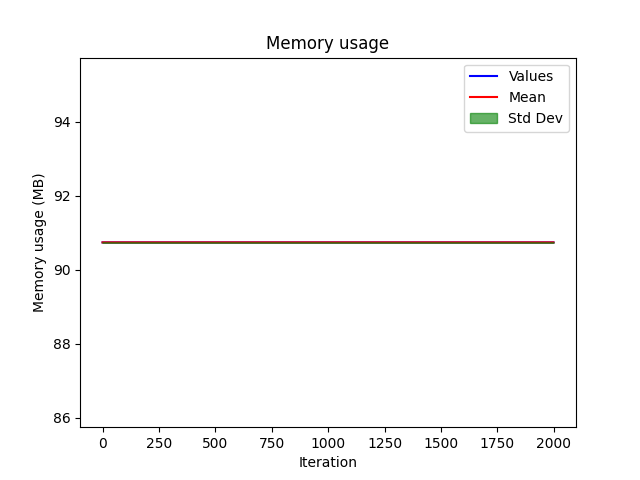 Memory usage
Values
Mean
Std Dev
Memory usage (MB)
94
92
90
88
86
0 250 500 750 1000 1250 1500 1750 2000
Iteration